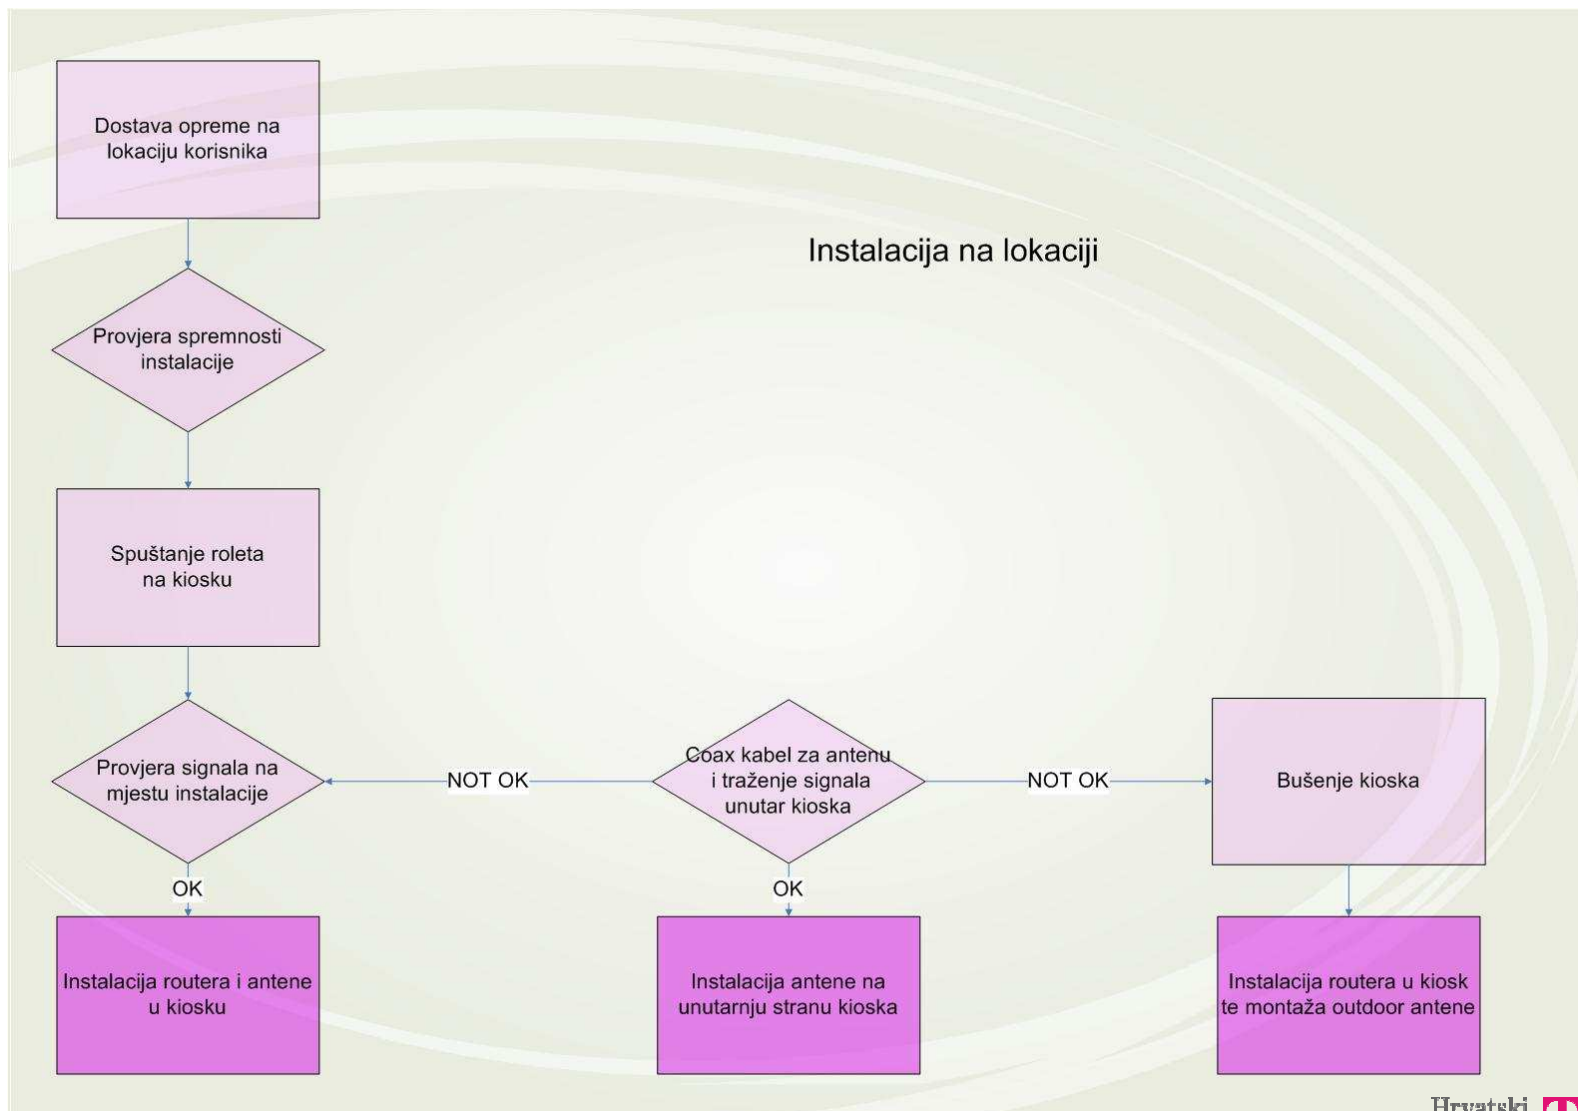 Dostava opreme na
lokaciju korisnika
Instalacija na lokaciji
Provjera spremnosti
instalacije
Spuštanje roleta
na kiosku
Provjera signala na
mjestu instalacije
NOT OK
Coax kabel za antenu
i traženje signala
unutar kioska
NOT OK
Bušenje kioska
OK
OK
Instalacija routera i antene
u kiosku
Instalacija antene na
unutarnju stranu kioska
Instalacija routera u kiosk
te montaža outdoor antene
Hrvatski